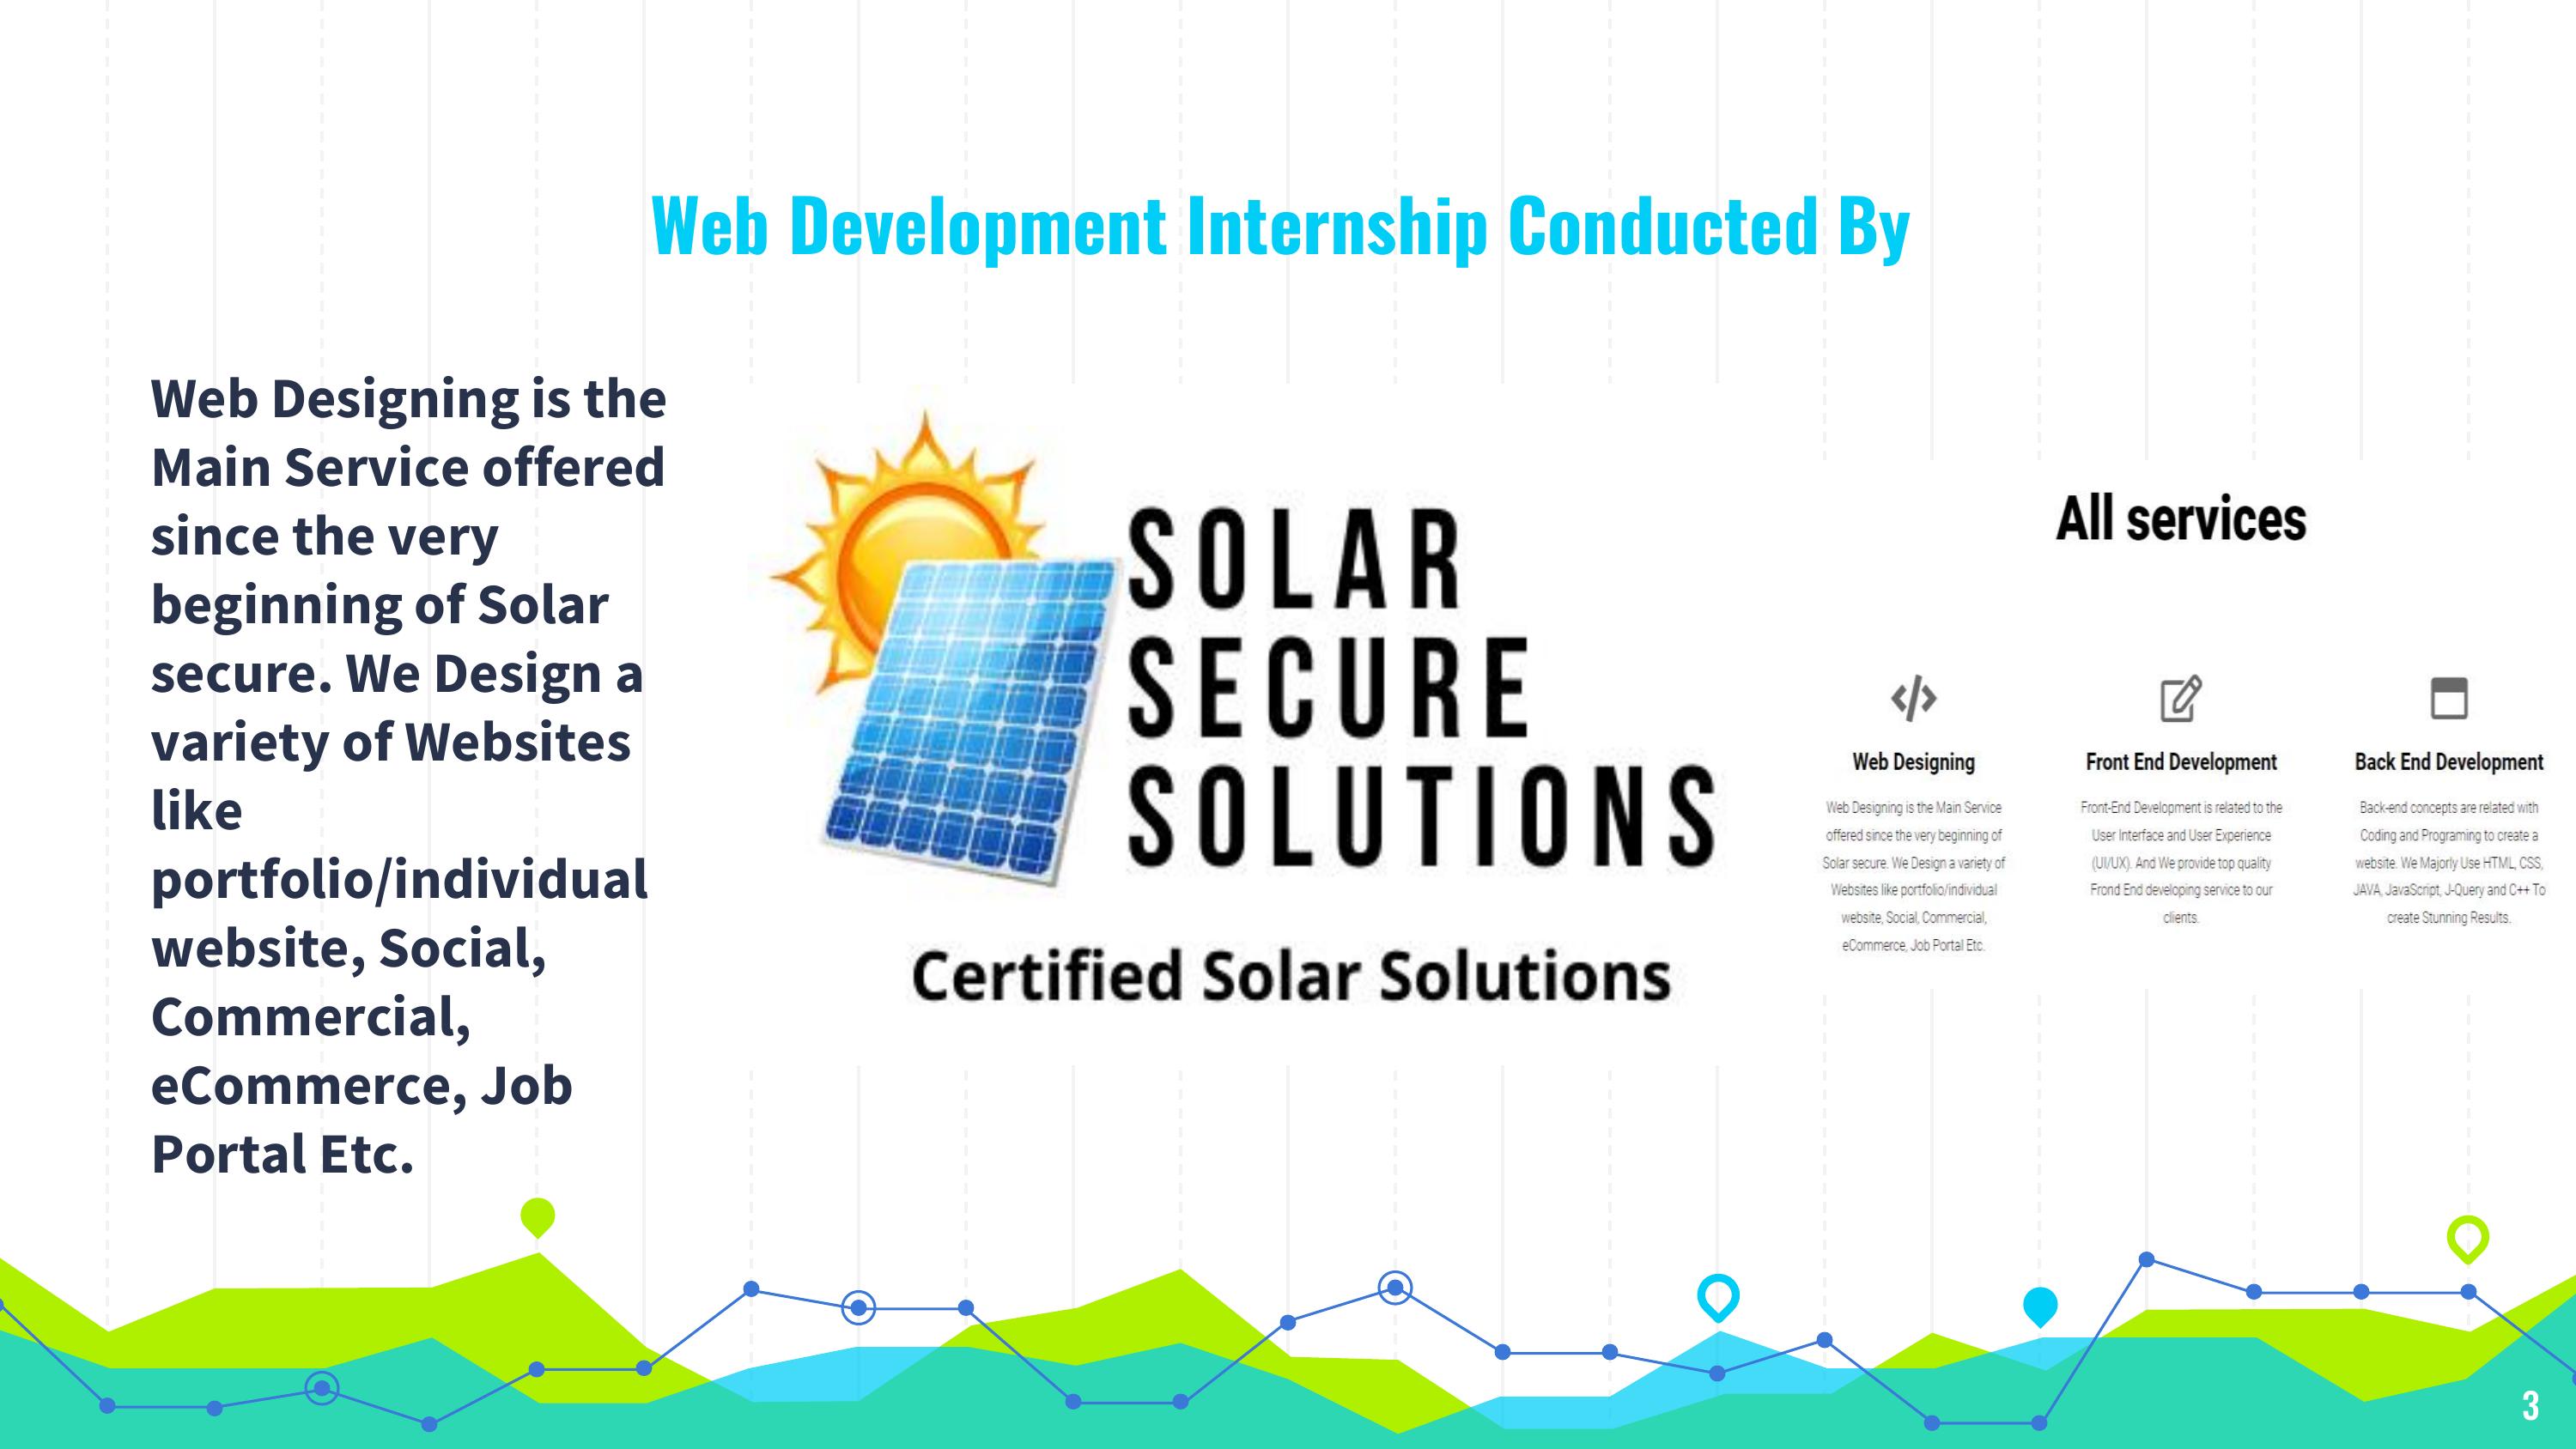 Web Development Internship Conducted By
Web Designing is the
Main Service offered
since the very
beginning of Solar
secure. We Design a
variety of Websites
like
portfolio/individual
website, Social,
Commercial,
eCommerce, Job
Portal Etc.
SOLAR
SECURE
SOLUTIONS
Certified Solar Solutions
All services
Web Designing
Web Designing is the Main Service
offered since the very beginning of
Solar secure. We Design a variety of
Websites like portfolio/individual
website, Social, Commercial,
eCommerce, Job Portal Etc.
Front End Development
Front-End Development is related to the
User Interface and User Experience
(UI/UX). And We provide top quality
Frond End developing service to our
clients.
Back End Development
Back-end concepts are related with
Coding and Programing to create a
website. We Majorly Use HTML, CSS,
JAVA, JavaScript, J-Query and C++ To
create Stunning Results.
3